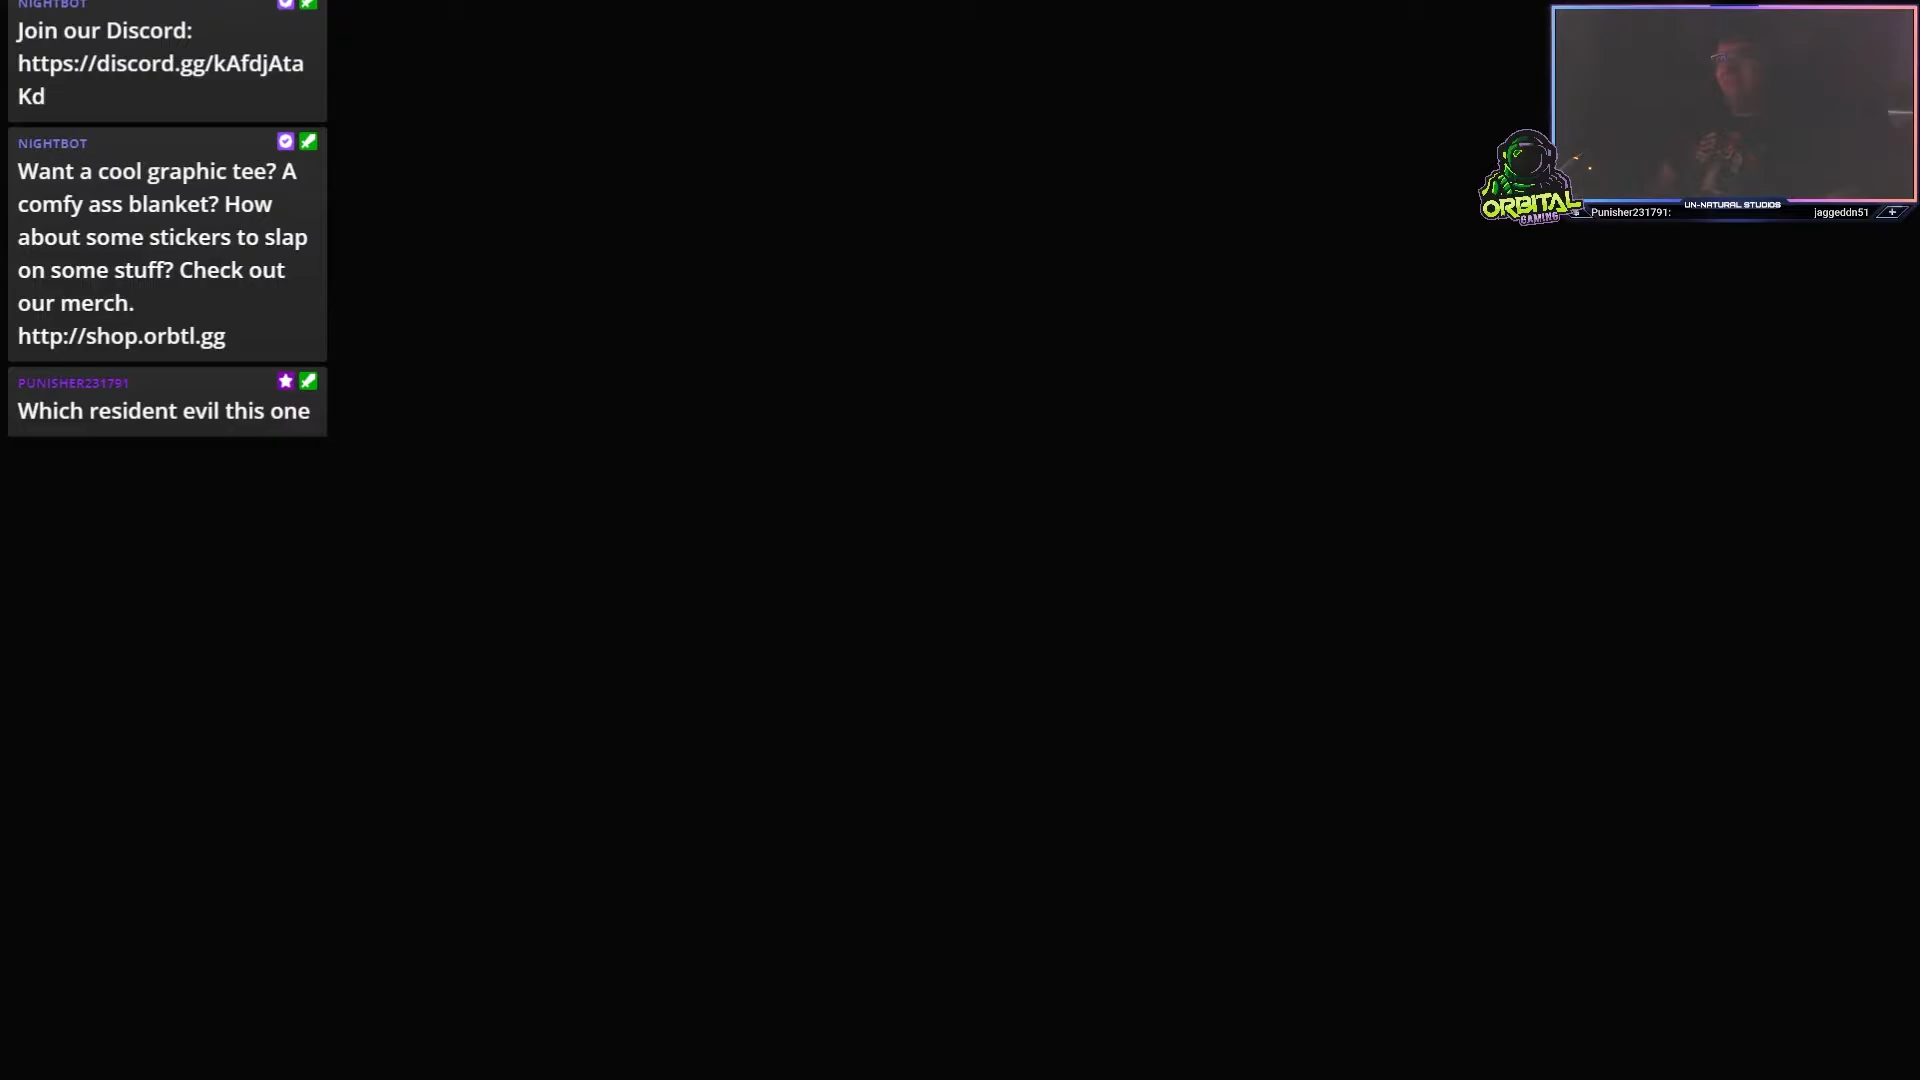 NIGHTBOT
Join our Discord:
https://discord.gg/kAfdjAta
Kd
NIGHTBOT
Want a cool graphic tee? A
comfy ass blanket? How
about some stickers to slap
on some stuff? Check out
our merch.
http://shop.orbtl.gg
PUNISHER231791
Which resident evil this one
ORBITAL
GAMING
UN-NATURAL STUDIOS
Punisher231791:
jaggeddn51